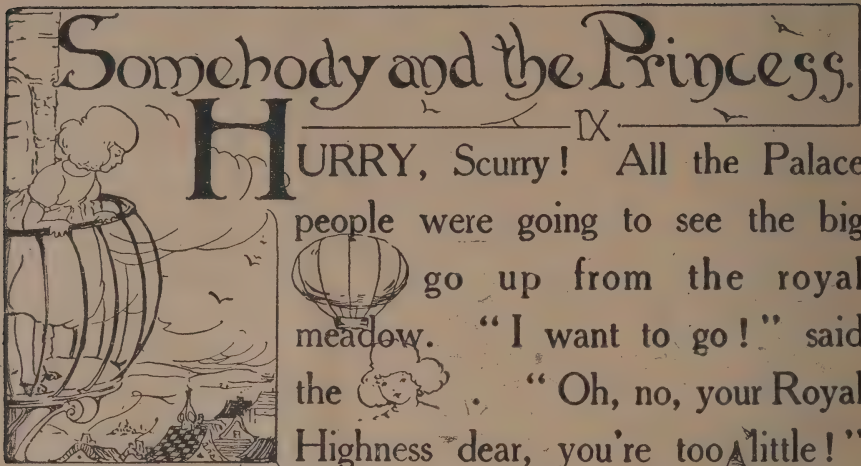 Somebody and the Princess.
IX
HURRY, Scurry! All the Palace
people were going to see the big
go up from the royal
meadow. “I want to go!” said
the . “Oh, no, your Royal
Highness dear, you're too little!”